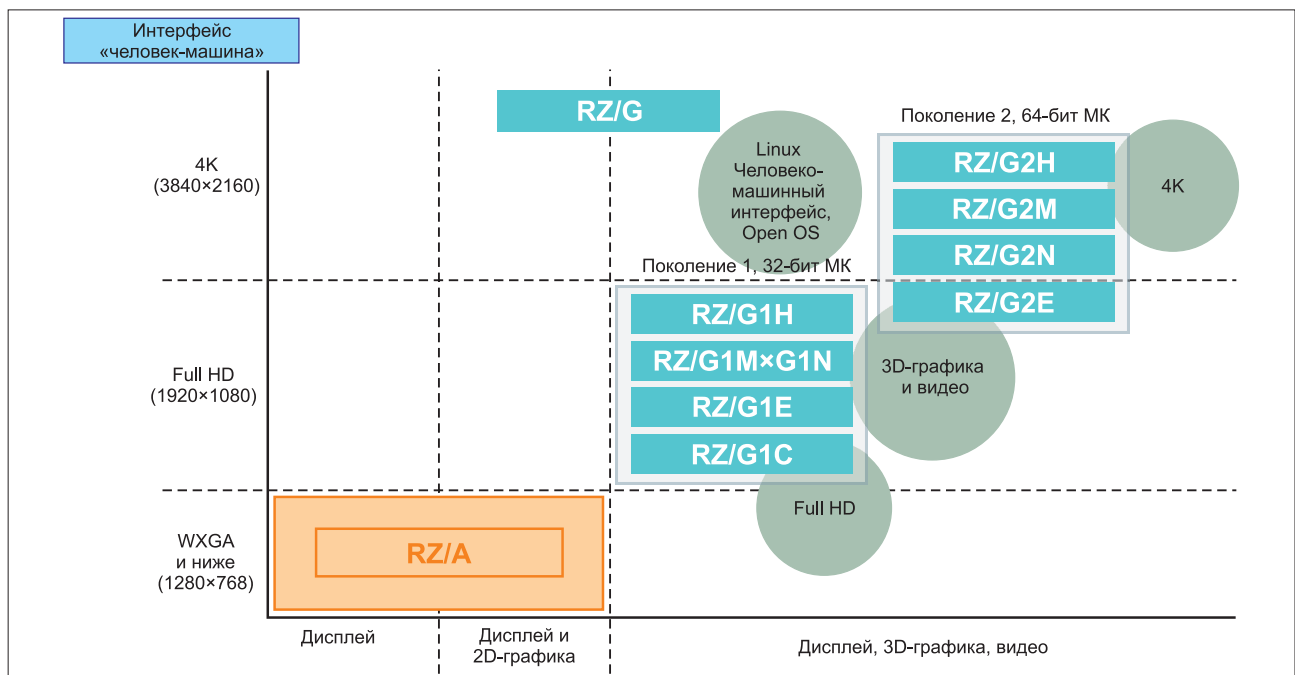 Интерфейс
«человек-машина»
RZ/G
Поколение 2, 64-бит МК
4K
(3840×2160)
Linux
Человеко-
машинный
интерфейс,
Open OS
RZ/G2H
RZ/G2M
RZ/G2N
RZ/G2E
4K
Поколение 1, 32-бит МК
Full HD
(1920×1080)
RZ/G1H
RZ/G1M×G1N
RZ/G1E
RZ/G1C
3D-графика
и видео
Full HD
WXGA
и ниже
(1280×768)
RZ/A
Дисплей
Дисплей и
2D-графика
Дисплей, 3D-графика, видео